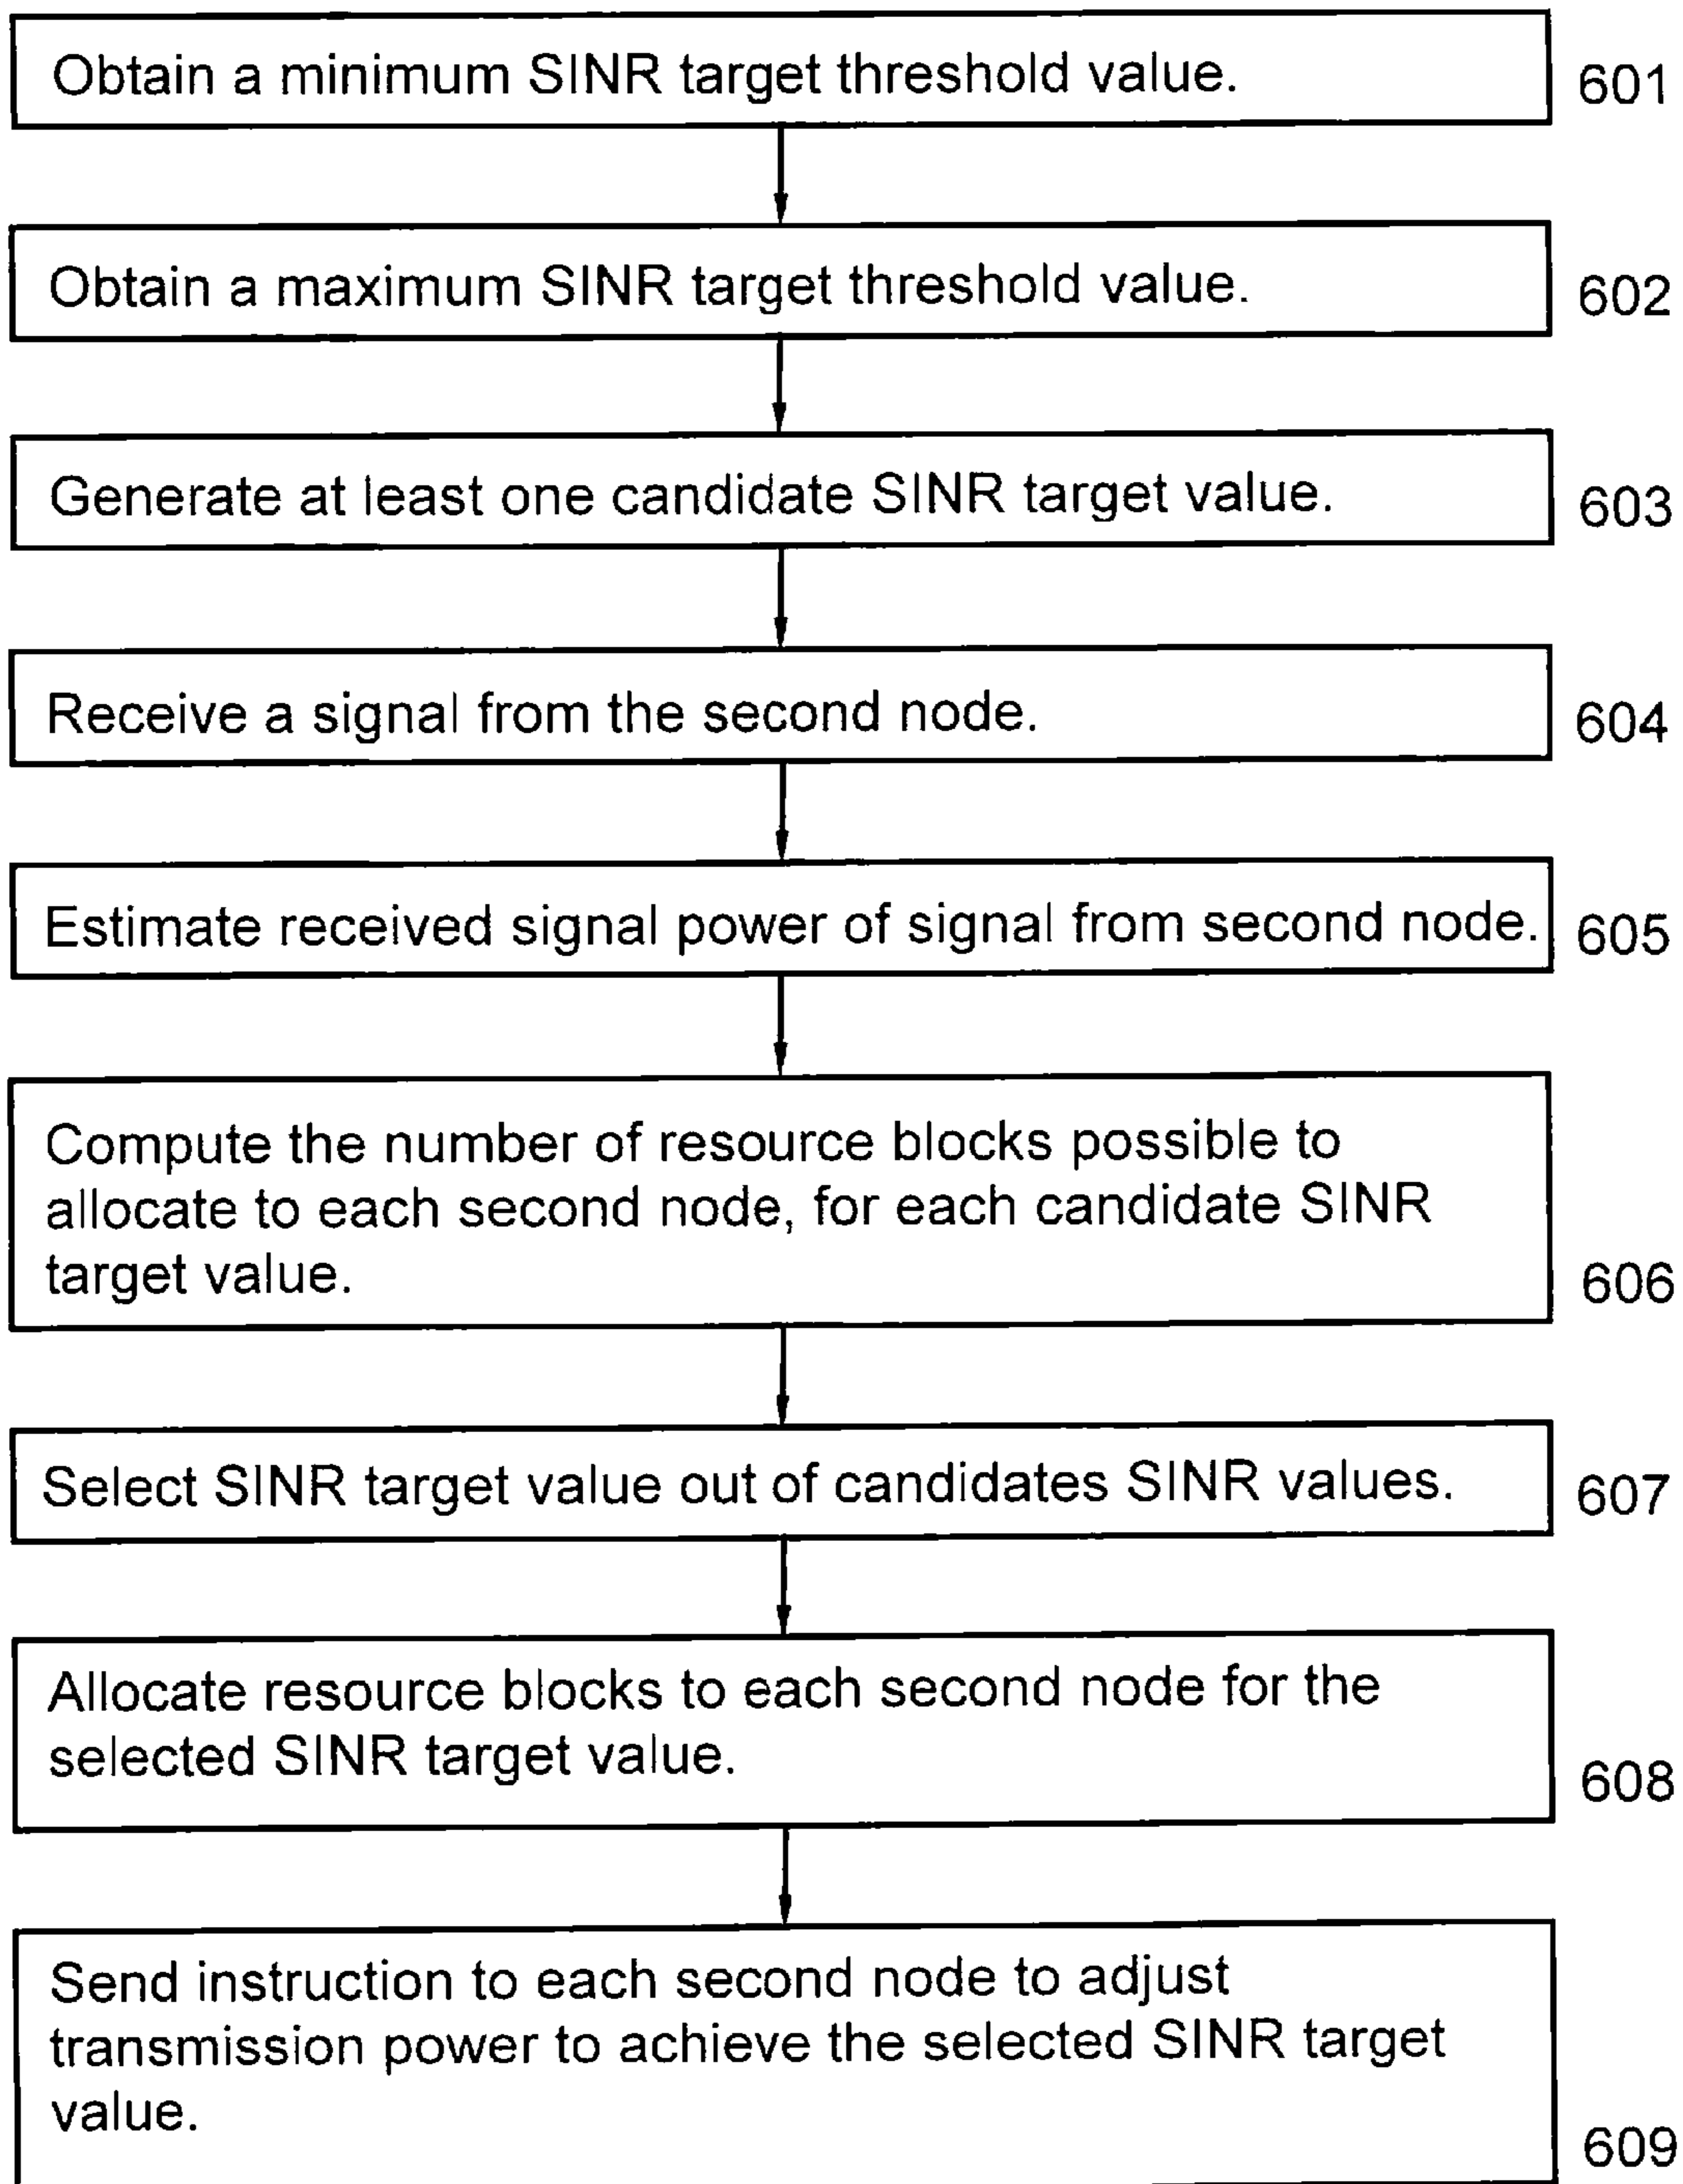 Obtain a minimum SINR target threshold value.
601
Obtain a maximum SINR target threshold value.
602
Generate at least one candidate SINR target value.
603
Receive a signal from the second node.
604
Estimate received signal power of signal from second node.
605
Compute the number of resource blocks possible to
allocate to each second node, for each candidate SINR
target value.
606
Select SINR target value out of candidates SINR values.
607
Allocate resource blocks to each second node for the
selected SINR target value.
608
Send instruction to each second node to adjust
transmission power to achieve the selected SINR target
value.
609